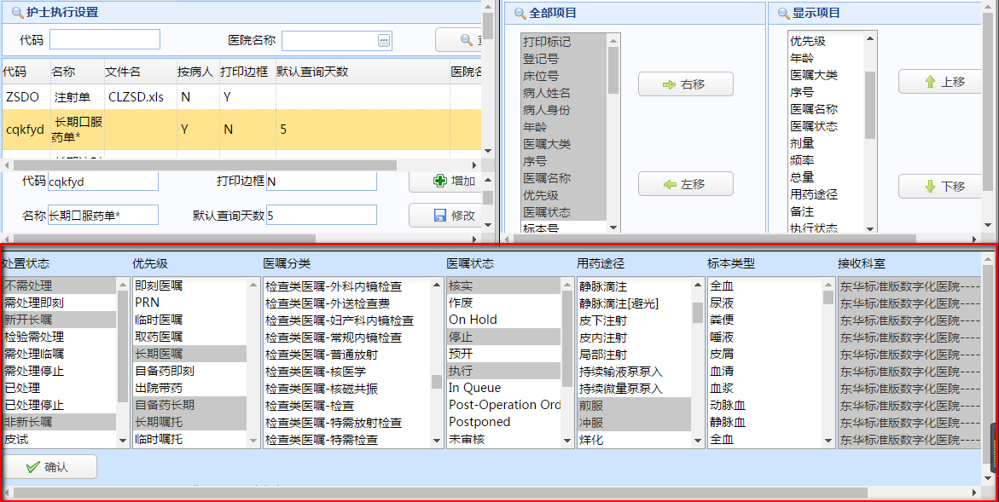 护士执行设置
代码
医院名称
代码 名称 文件名 按病人 打印边框 默认查询天数
ZSDO 注射单 CLZSD.xls N Y
cqkfyd 长期口服药单* Y N 5
代码 cqkfyd 打印边框 N 增加
名称 长期口服药单* 默认查询天数 5 修改
全部项目
打印标记
登记号
床位号
病人姓名
病人身份
年龄
医嘱大类
序号
医嘱名称
优先级
医嘱状态
标本号
右移
左移
显示项目
优先级
年龄
医嘱大类
序号
医嘱名称
医嘱状态
剂量
频率
总量
用药途径
备注
执行状态
上移
下移
处置状态
不需处理
需处理即刻
新开长嘱
检验需处理
需处理临嘱
需处理停止
已处理
已处理停止
非新长嘱
皮试
优先级
即刻医嘱
PRN
临时医嘱
取药医嘱
长期医嘱
自备药即刻
出院带药
自备药长期
长期嘱托
临时嘱托
医嘱分类
检查类医嘱-外科内镜检查
检查类医嘱-外送检查费
检查类医嘱-妇产科内镜检查
检查类医嘱-常规内镜检查
检查类医嘱-普通放射
检查类医嘱-核医学
检查类医嘱-核磁共振
检查类医嘱-检查
检查类医嘱-特需放射检查
检查类医嘱-特需检查
医嘱状态
核实
作废
On Hold
停止
预开
执行
In Queue
Post-Operation Ord
Postponed
未审核
用药途径
静脉滴注
静脉滴注[避光]
皮下注射
皮内注射
局部注射
持续输液泵泵入
持续微量泵泵入
煎服
冲服
烊化
标本类型
全血
尿液
粪便
唾液
皮屑
血清
血浆
动脉血
静脉血
全血
接收科室
东华标准版数字化医院----
东华标准版数字化医院----
东华标准版数字化医院----
东华标准版数字化医院----
东华标准版数字化医院----
东华标准版数字化医院----
东华标准版数字化医院----
东华标准版数字化医院----
东华标准版数字化医院----
东华标准版数字化医院----
确认